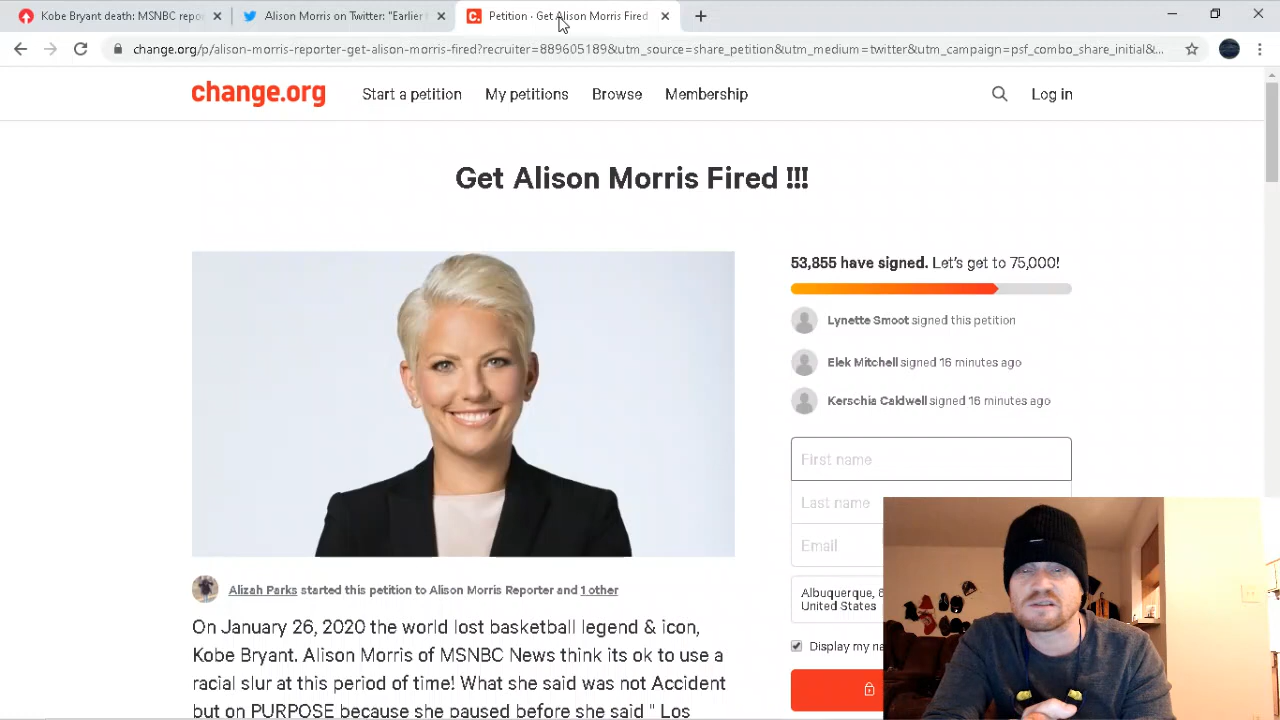 Kobe Bryant death: MSNBC repo
Alison Morris on Twitter: "Earlier
Petition · Get Alison Morris Fired
change.org/p/alison-morris-reporter-get-alison-morris-fired?recruiter=889605189&utm_source=share_petition&utm_medium=twitter&utm_campaign=psf_combo_share_initial&...
change.org
Start a petition
My petitions
Browse
Membership
Log in
Get Alison Morris Fired !!!
53,855 have signed. Let's get to 75,000!
Lynette Smoot signed this petition
Elek Mitchell signed 16 minutes ago
Kerschia Caldwell signed 16 minutes ago
First name
Last name
Email
Albuquerque, 8
United States
Display my na
Alizah Parks started this petition to Alison Morris Reporter and 1 other
On January 26, 2020 the world lost basketball legend & icon,
Kobe Bryant. Alison Morris of MSNBC News think its ok to use a
racial slur at this period of time! What she said was not Accident
but on PURPOSE because she paused before she said " Los